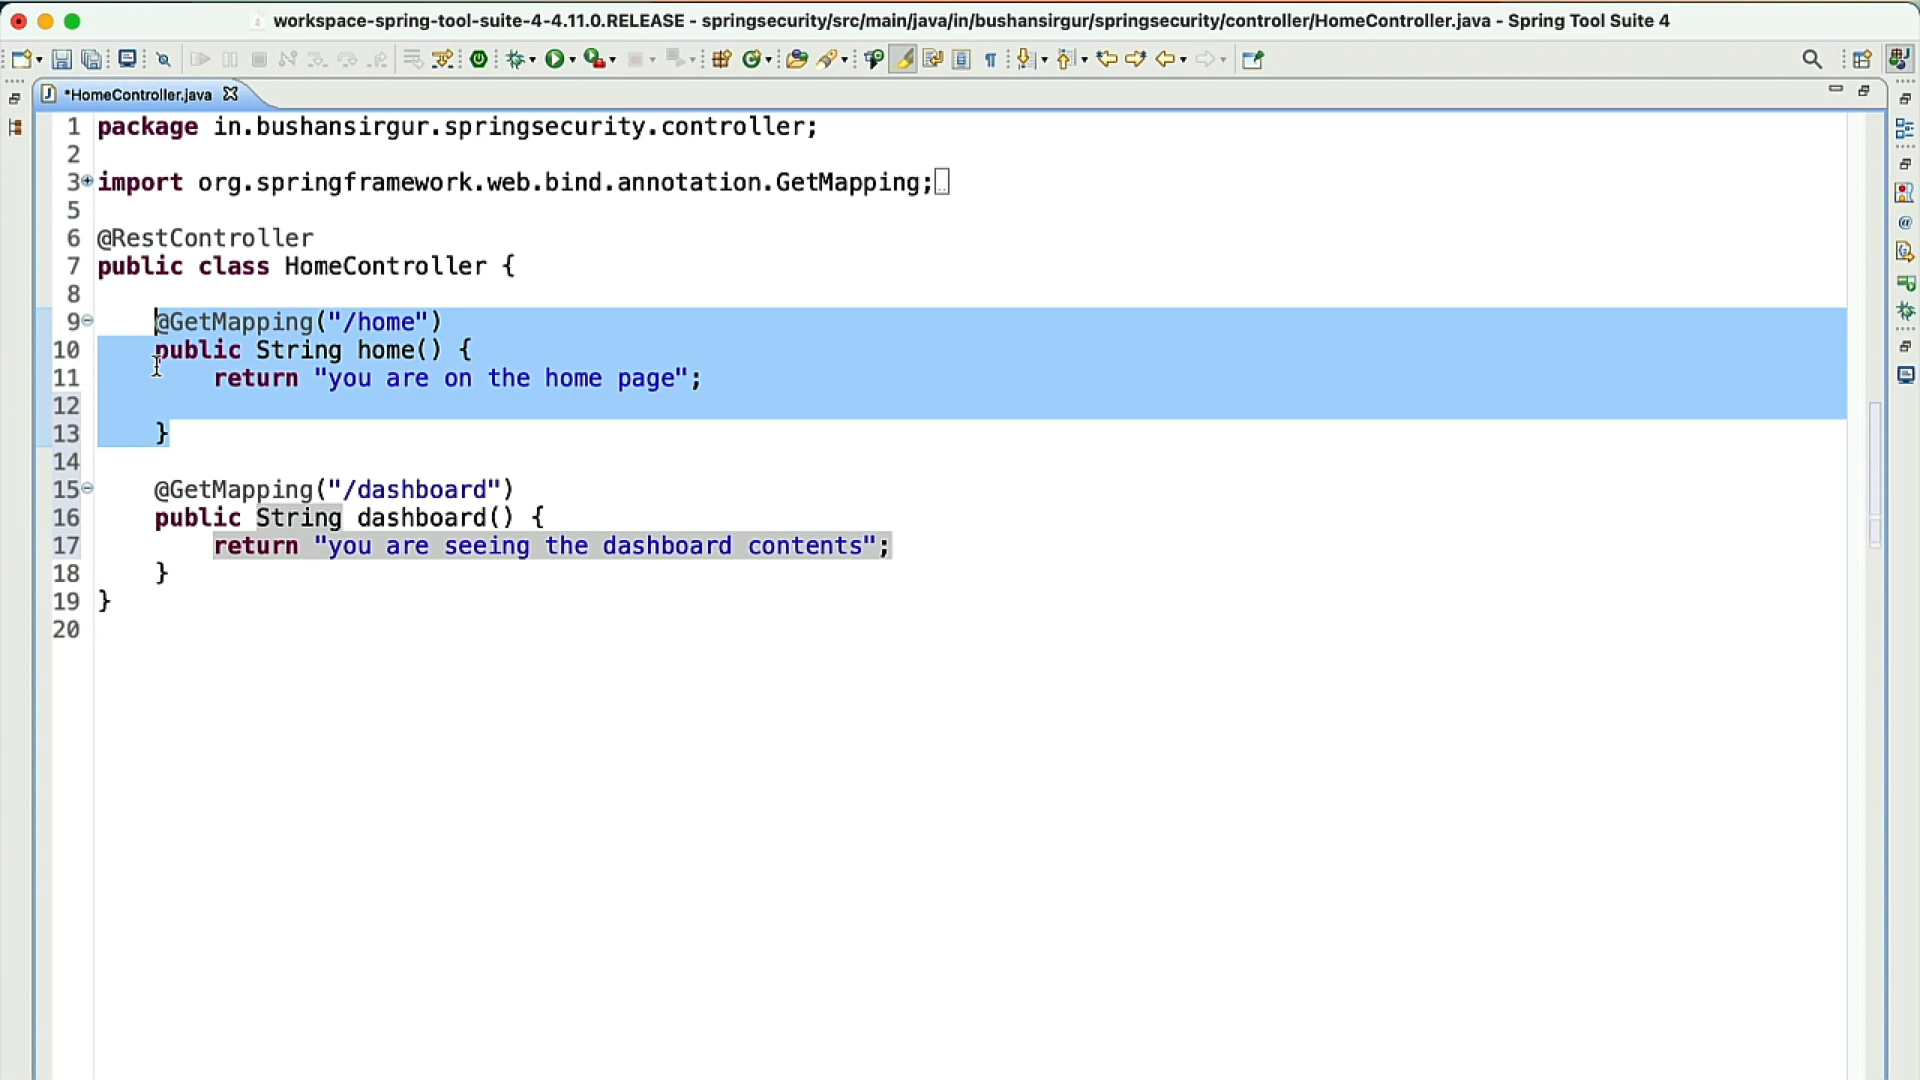 workspace-spring-tool-suite-4-4.11.0.RELEASE - springsecurity/src/main/java/in/bushansirgur/springsecurity/controller/HomeController.java - Spring Tool Suite 4
*HomeController.java
1 package in.bushansirgur.springsecurity.controller;
2
3 import org.springframework.web.bind.annotation.GetMapping;
5
6 @RestController
7 public class HomeController {
8
9 @GetMapping("/home")
10 public String home() {
11 return "you are on the home page";
12
13 }
14
15 @GetMapping("/dashboard")
16 public String dashboard() {
17 return "you are seeing the dashboard contents";
18 }
19 }
20